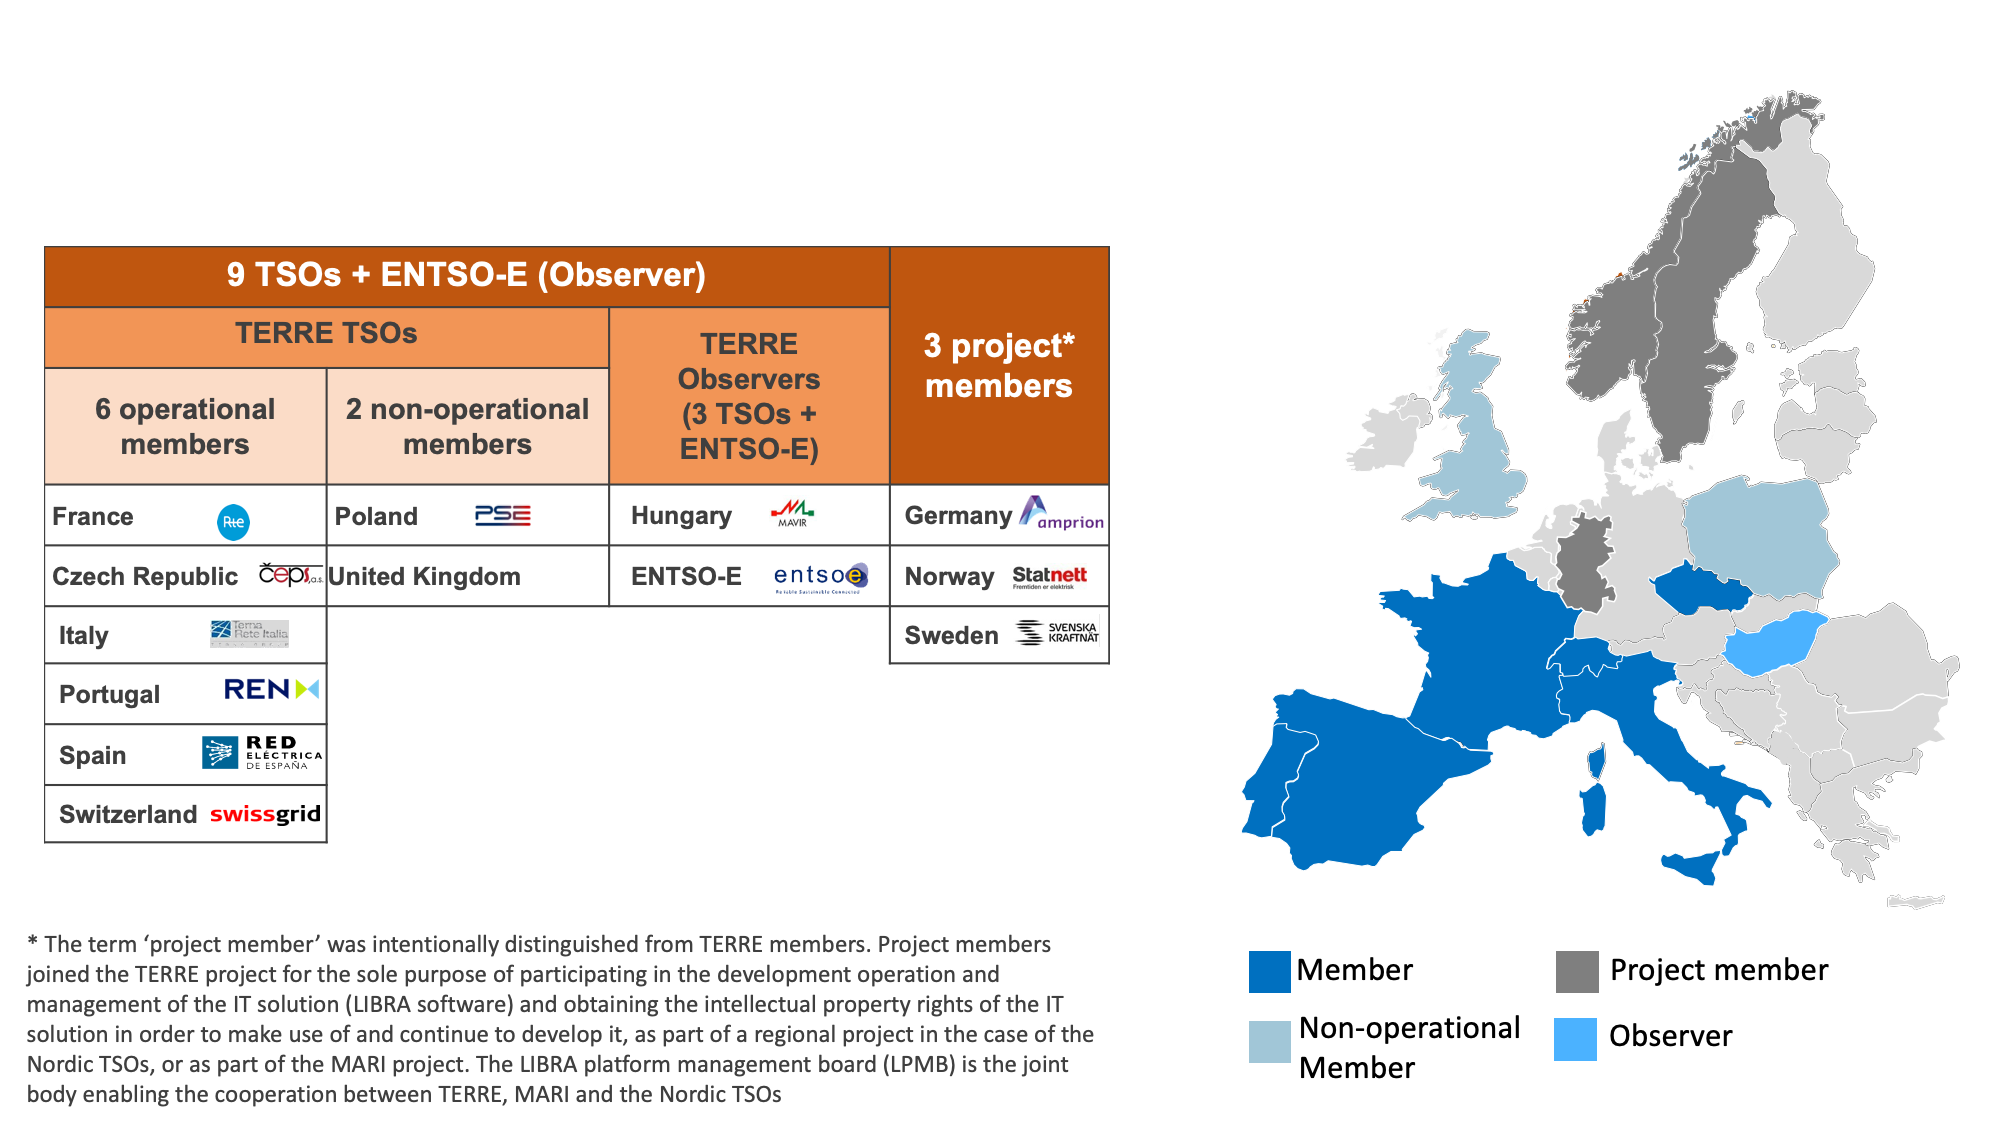 9 TSOs + ENTSO-E (Observer)
3 project*
members
TERRE TSOs
TERRE
Observers
(3 TSOs +
ENTSO-E)
6 operational
members
2 non-operational
members
France
Rte
Poland
PSE
Hungary
MAVIR
Germany
amprion
Czech Republic
čeps,a.s.
United Kingdom
ENTSO-E
entsoe
Reliable Sustainable Connected
Norway
Statnett
Fremtiden er elektrisk
Italy
Terna
Rete Italia
Sweden
SVENSKA
KRAFTNÄT
Portugal
REN
Spain
RED
ELÉCTRICA
DE ESPAÑA
Switzerland
swissgrid
* The term ‘project member’ was intentionally distinguished from TERRE members. Project members
joined the TERRE project for the sole purpose of participating in the development operation and
management of the IT solution (LIBRA software) and obtaining the intellectual property rights of the IT
solution in order to make use of and continue to develop it, as part of a regional project in the case of the
Nordic TSOs, or as part of the MARI project. The LIBRA platform management board (LPMB) is the joint
body enabling the cooperation between TERRE, MARI and the Nordic TSOs
Member
Project member
Non-operational
Member
Observer